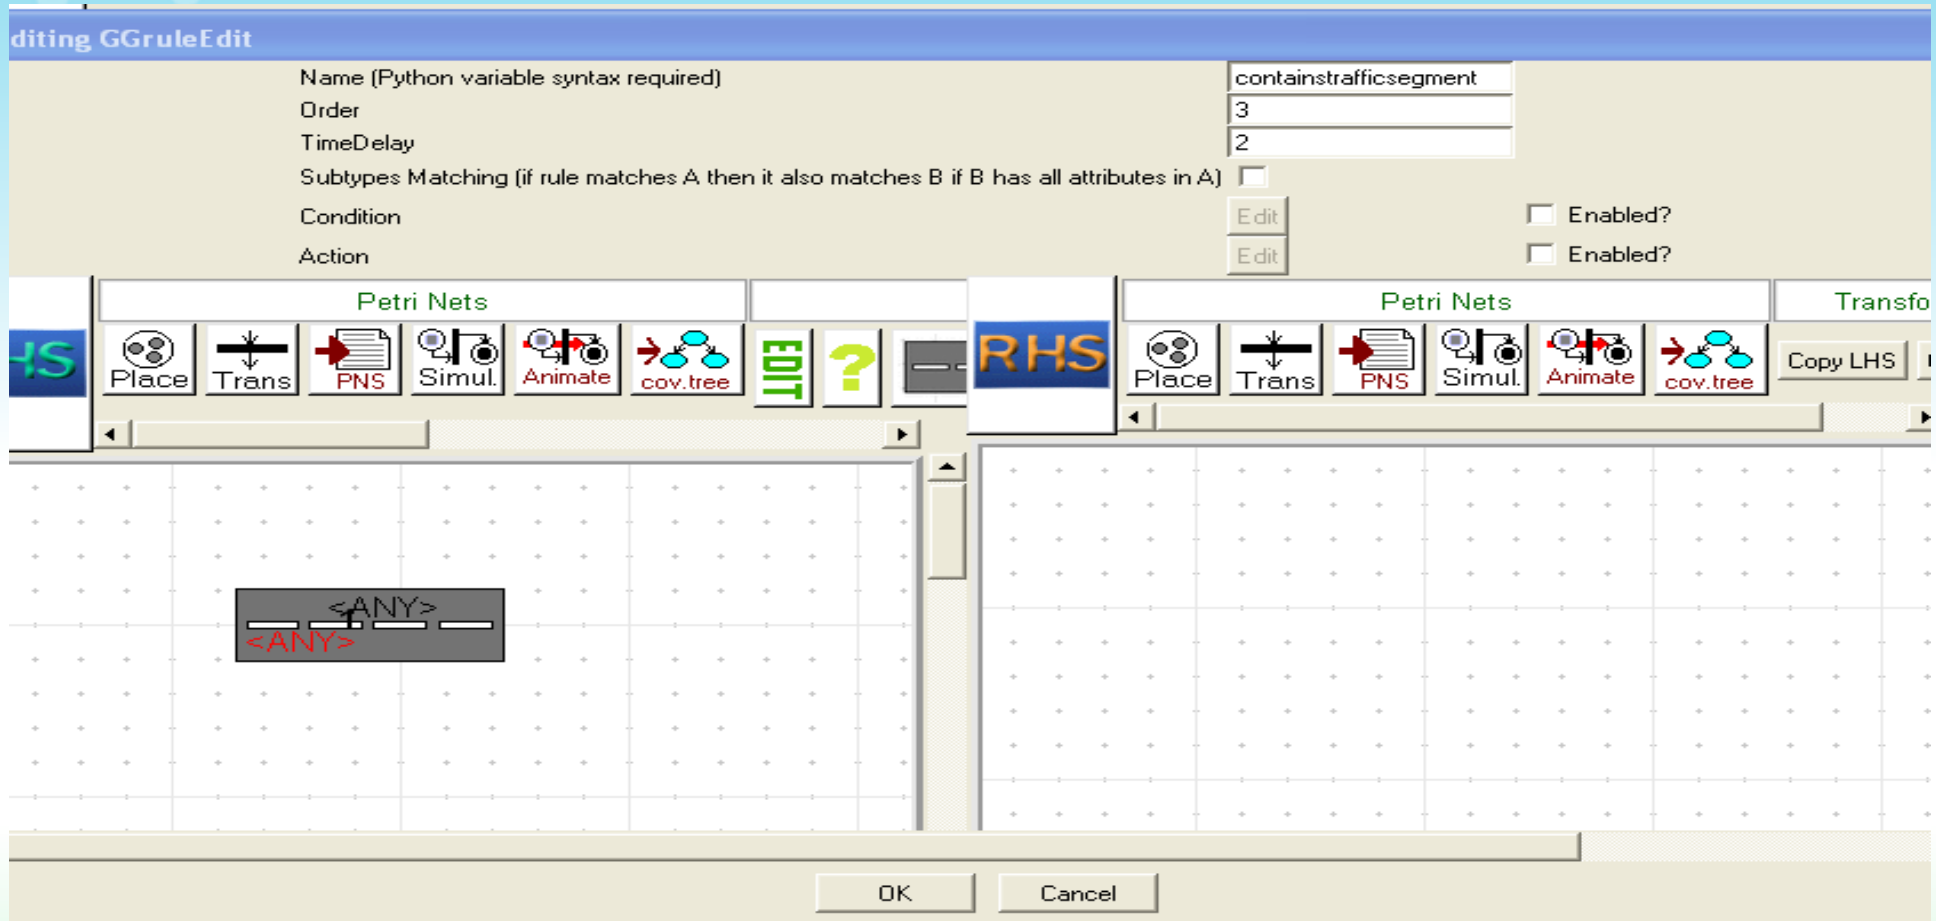 diting GGruleEdit
Name (Python variable syntax required) containstrafficsegment
Order 3
TimeDelay 2
Subtypes Matching (if rule matches A then it also matches B if B has all attributes in A)
Condition Edit Enabled?
Action Edit Enabled?
HS Petri Nets
Place Trans PNS Simul. Animate cov.tree EDIT ?
RHS Petri Nets Transfo
Place Trans PNS Simul. Animate cov.tree Copy LHS
<ANY>
1
<ANY>
OK Cancel